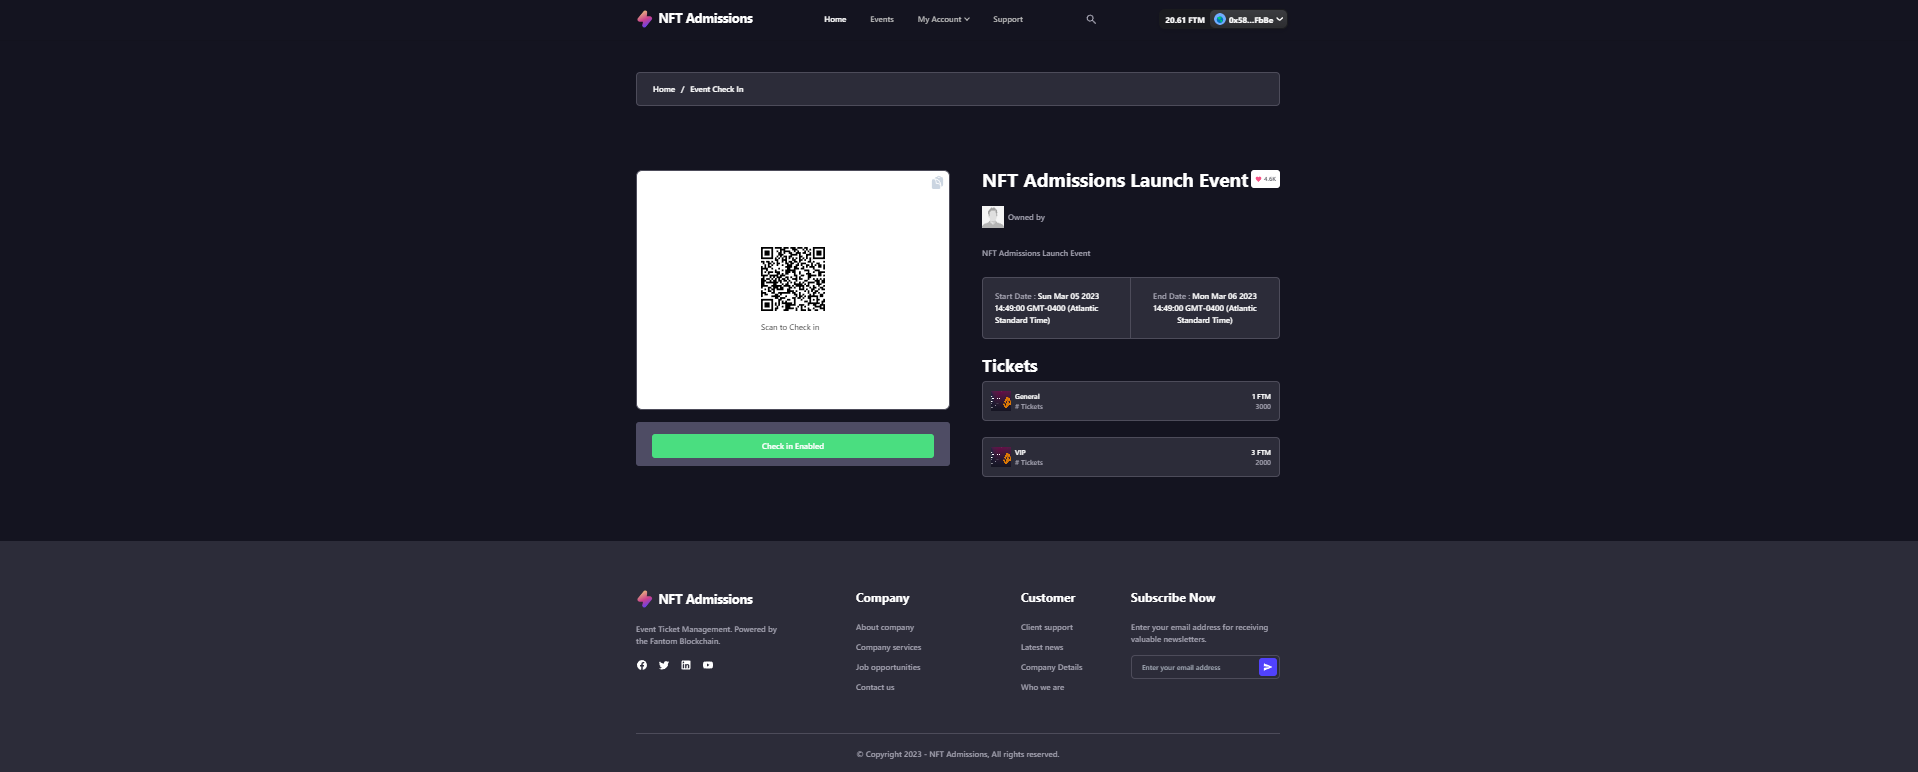 NFT Admissions
Home Events My Account Support
20.61 FTM 0x58...FbBe
Home / Event Check In
Scan to Check in
Check in Enabled
NFT Admissions Launch Event
4.6K
Owned by
NFT Admissions Launch Event
Start Date : Sun Mar 05 2023
14:49:00 GMT-0400 (Atlantic
Standard Time)
End Date : Mon Mar 06 2023
14:49:00 GMT-0400 (Atlantic
Standard Time)
Tickets
General 1 FTM
# Tickets 3000
VIP 3 FTM
# Tickets 2000
NFT Admissions
Event Ticket Management. Powered by
the Fantom Blockchain.
Company
About company
Company services
Job opportunities
Contact us
Customer
Client support
Latest news
Company Details
Who we are
Subscribe Now
Enter your email address for receiving
valuable newsletters.
Enter your email address
© Copyright 2023 - NFT Admissions, All rights reserved.